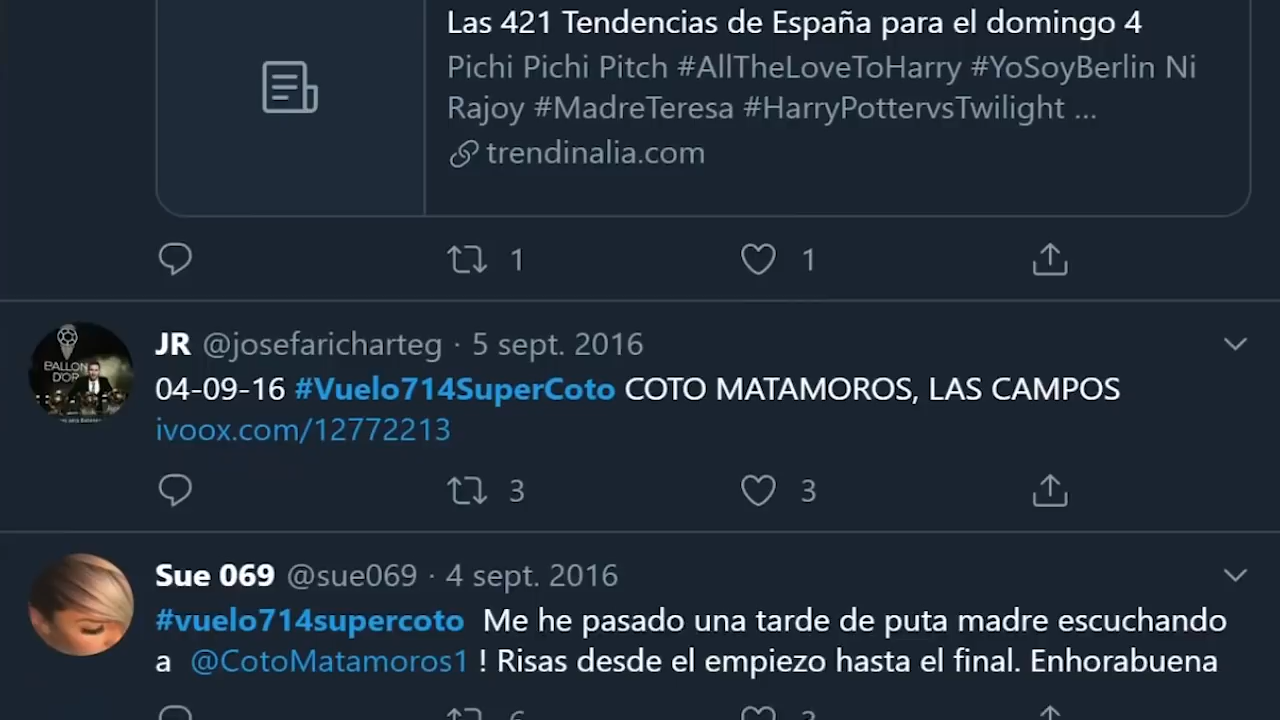 Las 421 Tendencias de España para el domingo 4
Pichi Pichi Pitch #AllTheLoveToHarry #YoSoyBerlin Ni
Rajoy #MadreTeresa #HarryPottervsTwilight ...
trendinalia.com
1 1
JR @josefaricharteg · 5 sept. 2016
BALLON
D'OR
04-09-16 #Vuelo714SuperCoto COTO MATAMOROS, LAS CAMPOS
ivoox.com/12772213
3 3
Sue 069 @sue069 · 4 sept. 2016
#vuelo714supercoto Me he pasado una tarde de puta madre escuchando
a @CotoMatamoros1 ! Risas desde el empiezo hasta el final. Enhorabuena